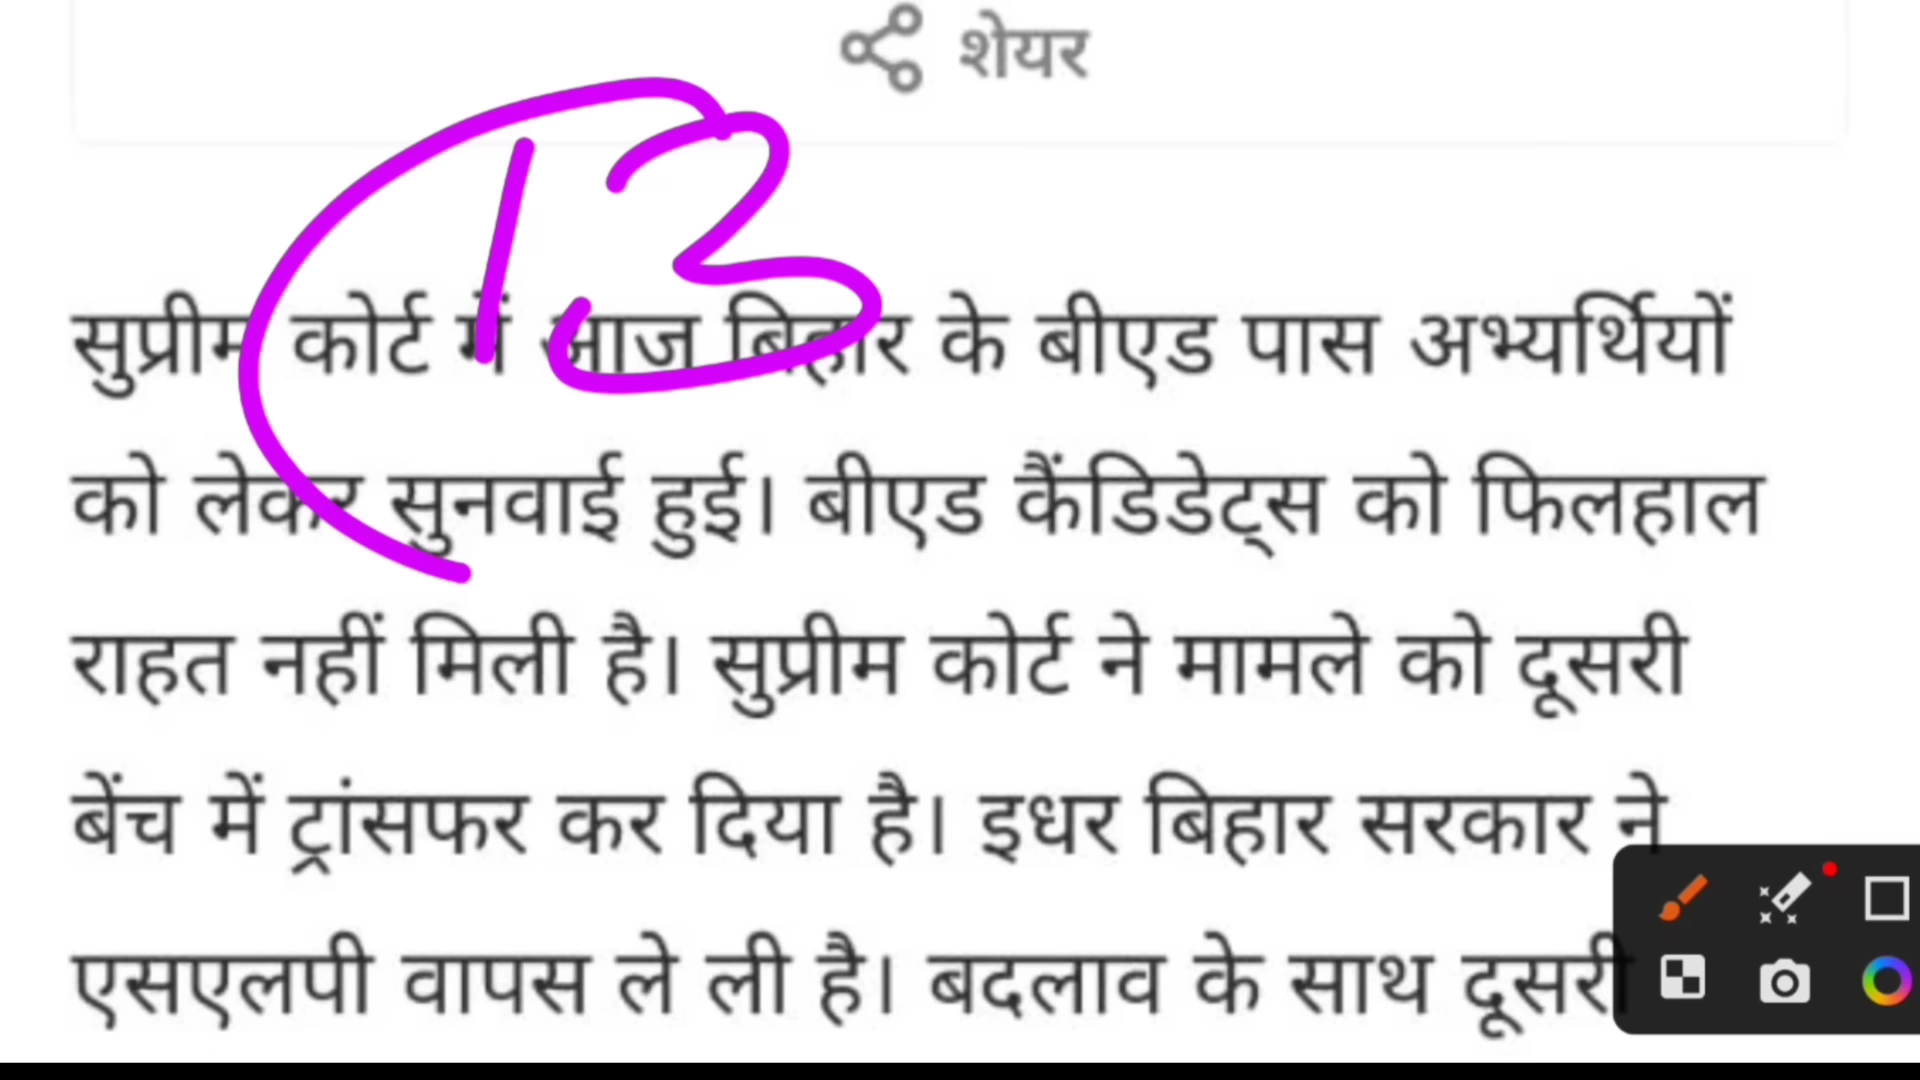 शेयर
13
सुप्रीम कोर्ट में आज बिहार के बीएड पास अभ्यर्थियों
को लेकर सुनवाई हुई। बीएड कैंडिडेट्स को फिलहाल
राहत नहीं मिली है। सुप्रीम कोर्ट ने मामले को दूसरी
बेंच में ट्रांसफर कर दिया है। इधर बिहार सरकार ने
एसएलपी वापस ले ली है। बदलाव के साथ दूसरी